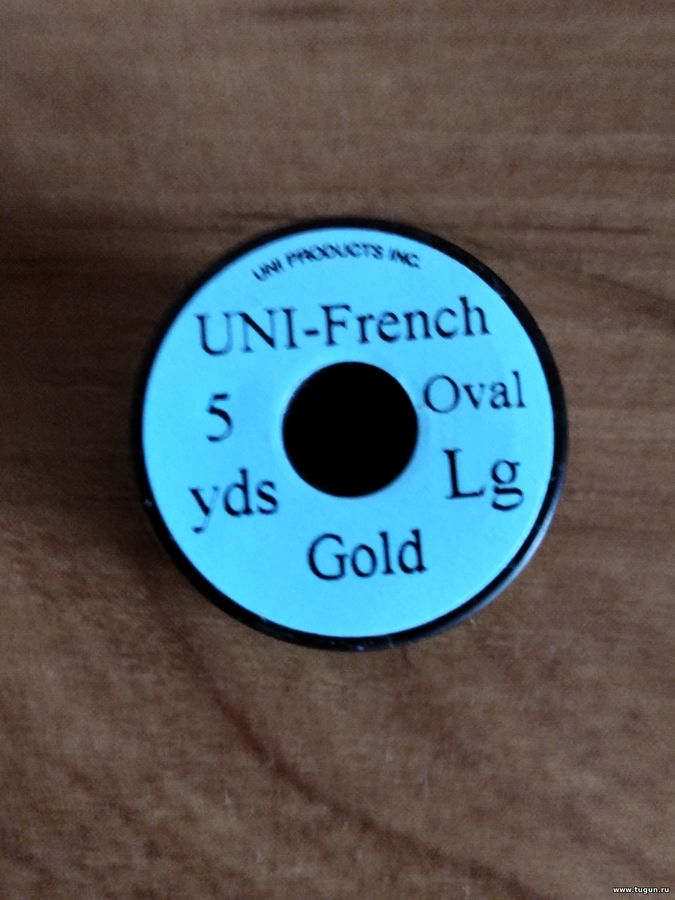 UNI PRODUCTS INC.
UNI-French
5 yds
Oval
Lg
Gold
www.tugun.ru